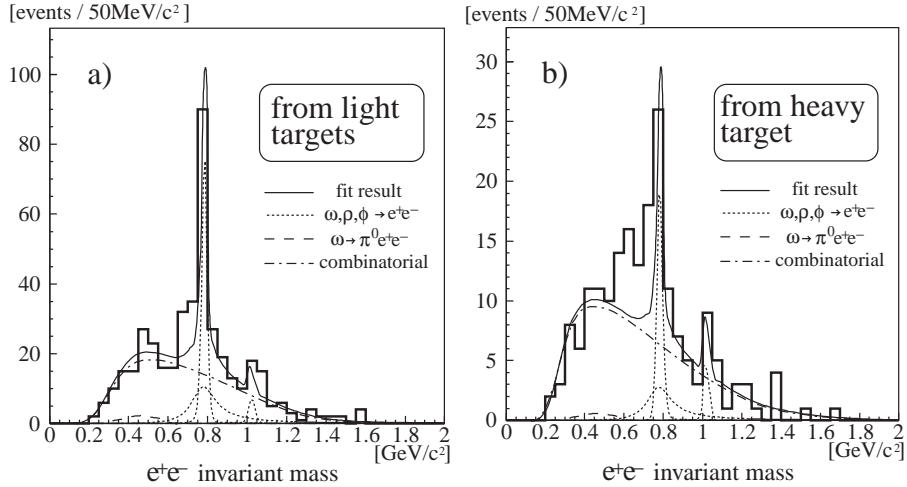 [events / 50MeV/c²]
a)
from light
targets
fit result
ω,ρ,ϕ → e⁺e⁻
ω→ π⁰e⁺e⁻
combinatorial
100
80
60
40
20
0
0 0.2 0.4 0.6 0.8 1 1.2 1.4 1.6 1.8 2
[GeV/c²]
e⁺e⁻ invariant mass
[events / 50MeV/c²]
b)
from heavy
target
fit result
ω,ρ,ϕ → e⁺e⁻
ω→ π⁰e⁺e⁻
combinatorial
30
25
20
15
10
5
0
0 0.2 0.4 0.6 0.8 1 1.2 1.4 1.6 1.8 2
[GeV/c²]
e⁺e⁻ invariant mass